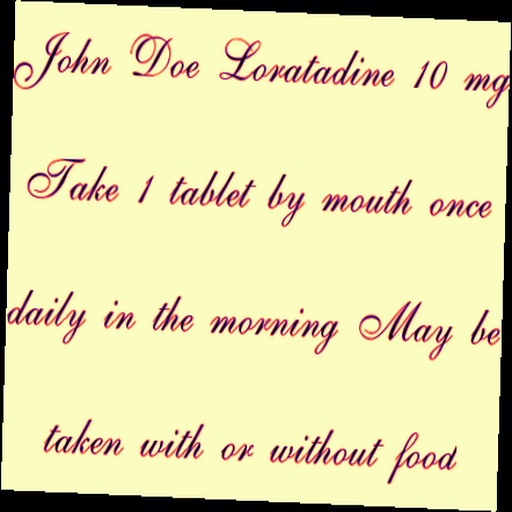 John Doe Loratadine 10 mg
Take 1 tablet by mouth once
daily in the morning May be
taken with or without food